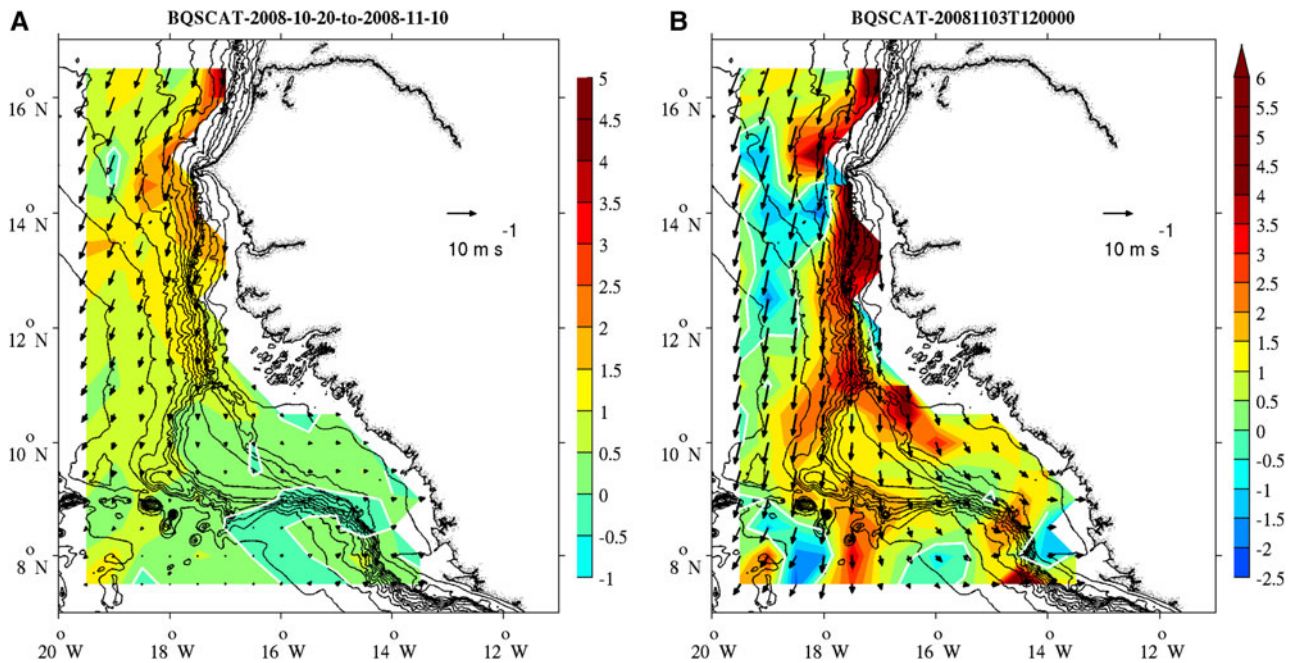 A
BQSCAT-2008-10-20-to-2008-11-10
16 °N
14 °N
12 °N
10 °N
8 °N
20 °W
18 °W
16 °W
14 °W
12 °W
10 m s -1
5
4.5
4
3.5
3
2.5
2
1.5
1
0.5
0
-0.5
-1
B
BQSCAT-20081103T120000
16 °N
14 °N
12 °N
10 °N
8 °N
20 °W
18 °W
16 °W
14 °W
12 °W
10 m s -1
6
5.5
5
4.5
4
3.5
3
2.5
2
1.5
1
0.5
0
-0.5
-1
-1.5
-2
-2.5